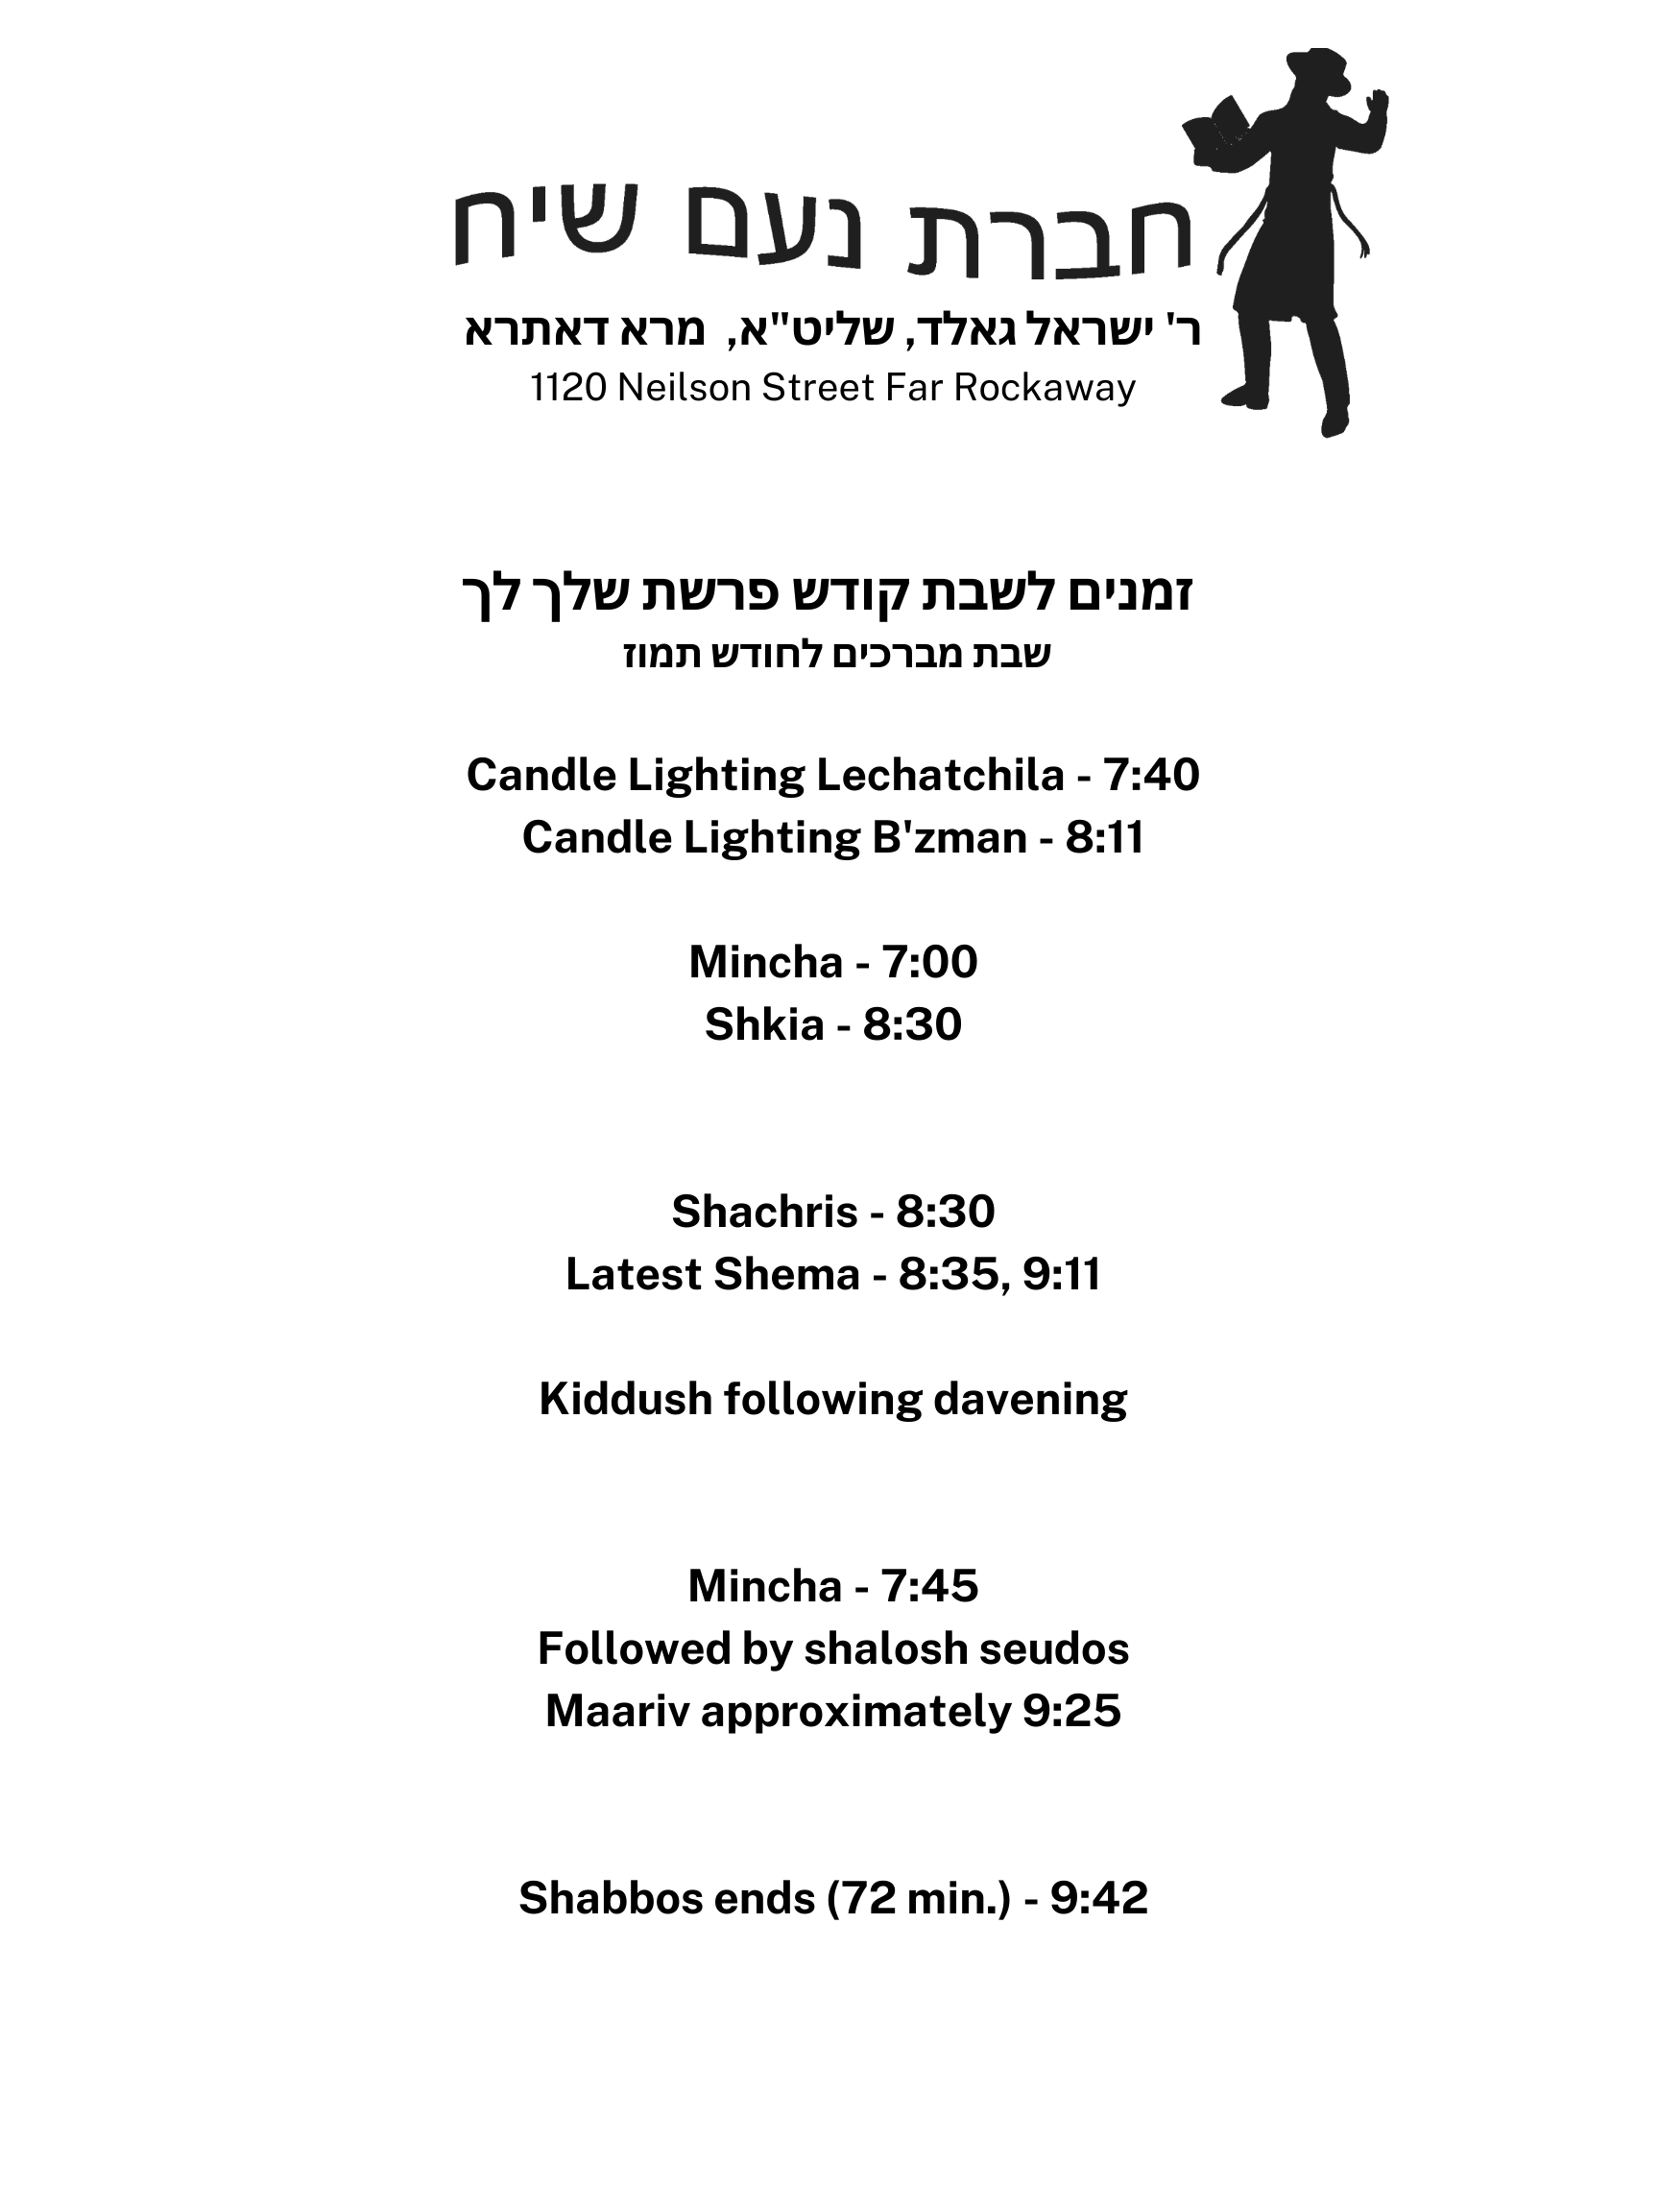 חברת נעם שיח
ר' ישראל גאלד, שליט"א, מרא דאתרא
1120 Neilson Street Far Rockaway
זמנים לשבת קודש פרשת שלך לך
שבת מברכים לחודש תמוז
Candle Lighting Lechatchila - 7:40
Candle Lighting B'zman - 8:11
Mincha - 7:00
Shkia - 8:30
Shachris - 8:30
Latest Shema - 8:35, 9:11
Kiddush following davening
Mincha - 7:45
Followed by shalosh seudos
Maariv approximately 9:25
Shabbos ends (72 min.) - 9:42